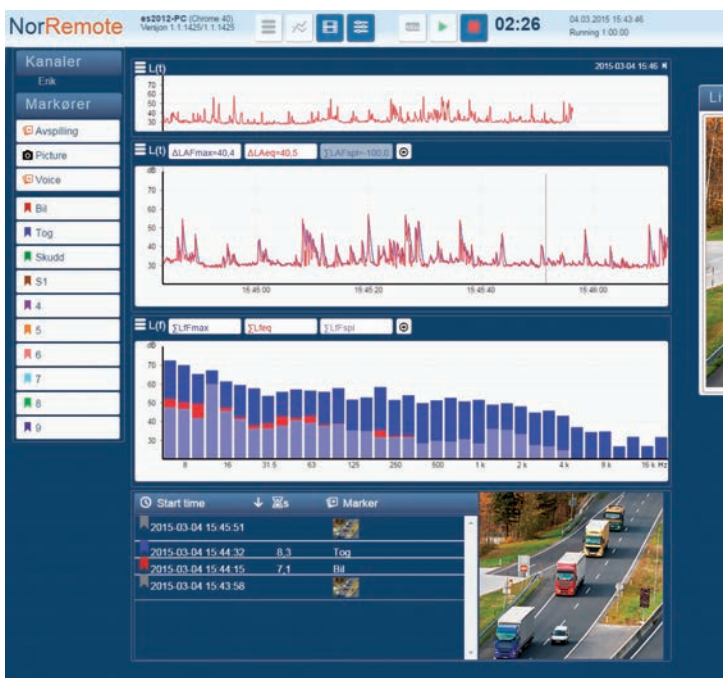 NorRemote
es2012-PC (Chrome 40)
Versjon 1.1.1425/1.1.1425
02:26
04.03.2015 15:43:46
Running 1:00:00
Kanaler
Erik
Markører
Avspilling
Picture
Voice
Bil
Tog
Skudd
S1
4
5
6
7
8
9
L(t)
2015-03-04 15:46
70
60
50
40
30
L(t) ΔLAFmax=40,4 ΔLAeq=40,5 ∑LAFspl=-100,0
dB
70
60
50
40
30
15:45:00 15:45:20 15:45:40 15:46:00
L(f) ∑LfFmax ∑Lfeq ∑LfFspl
dB
70
60
50
40
30
8 16 31.5 63 125 250 500 1 k 2 k 4 k 8 k 16 k Hz
Start time s Marker
2015-03-04 15:45:51
2015-03-04 15:44:32 8,3 Tog
2015-03-04 15:44:15 7,1 Bil
2015-03-04 15:43:58